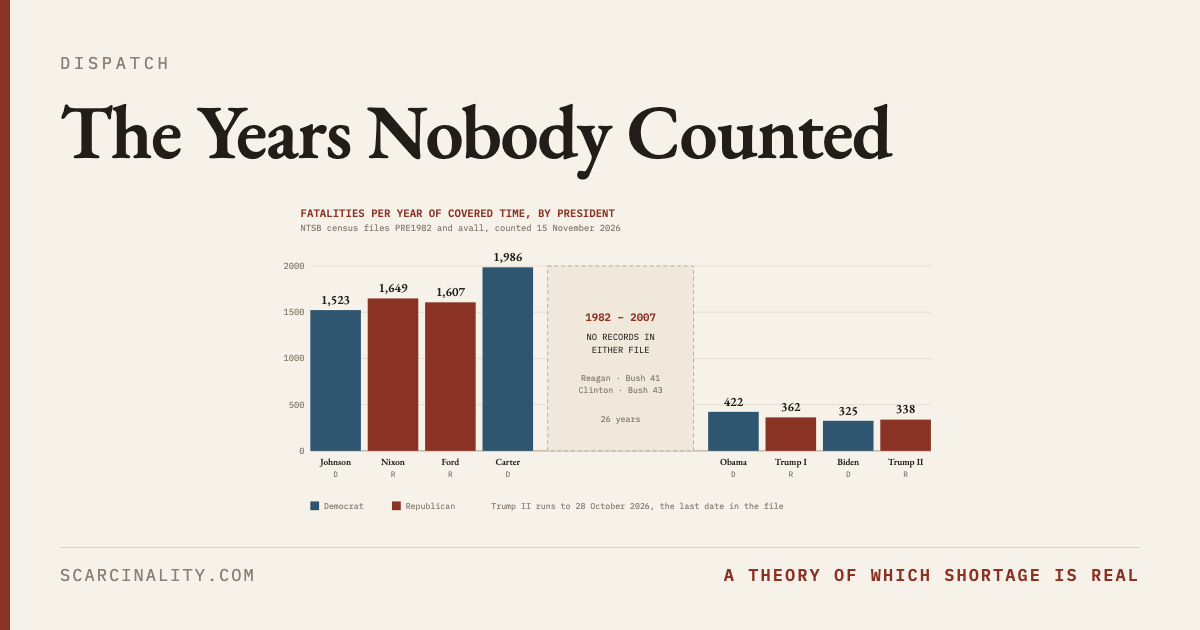 DISPATCH
The Years Nobody Counted
FATALITIES PER YEAR OF COVERED TIME, BY PRESIDENT
NTSB census files PRE1982 and avall, counted 15 November 2026
2000
1500
1000
500
0
1,523
1,649
1,607
1,986
1982 – 2007
NO RECORDS IN
EITHER FILE
Reagan · Bush 41
Clinton · Bush 43
26 years
422
362
325
338
Johnson
D
Nixon
R
Ford
R
Carter
D
Obama
D
Trump I
R
Biden
D
Trump II
R
Democrat
Republican
Trump II runs to 28 October 2026, the last date in the file
SCARCINALITY.COM
A THEORY OF WHICH SHORTAGE IS REAL